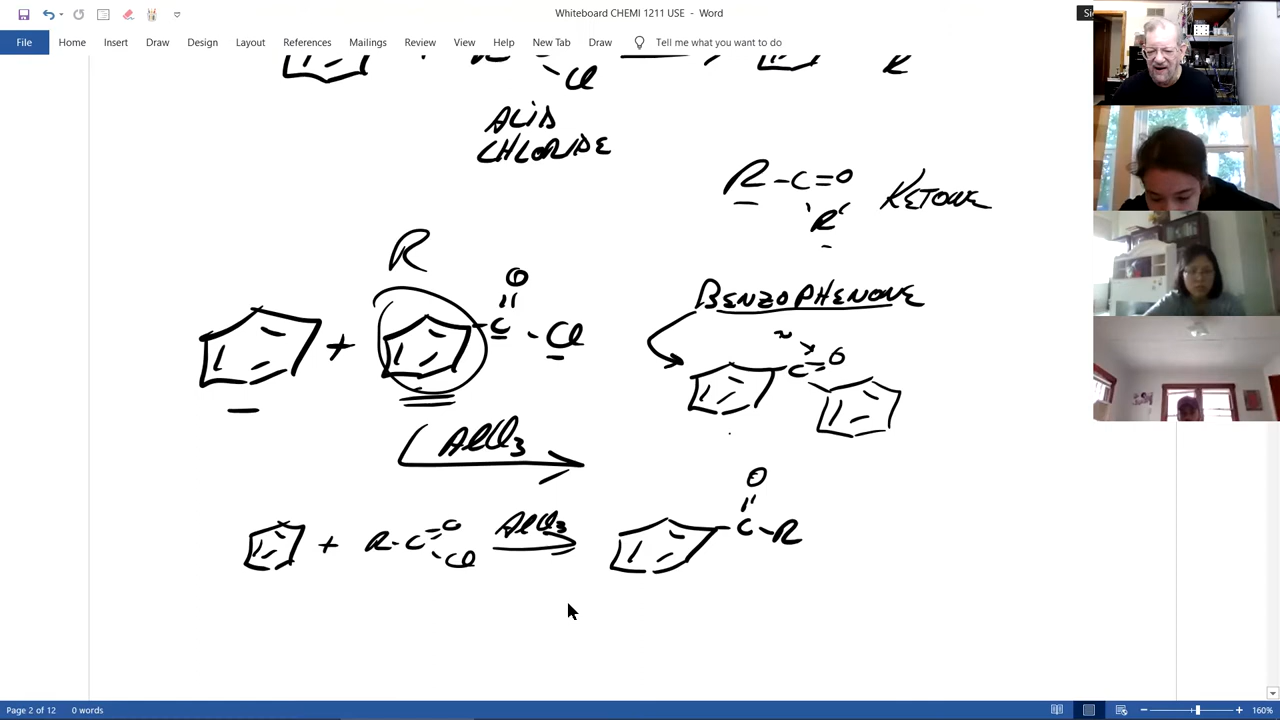 Whiteboard CHEMI 1211 USE - Word
File Home Insert Draw Design Layout References Mailings Review View Help New Tab Draw Tell me what you want to do
Cl R
ACID
CHLORIDE
R-C=O KETONE
R'
R
O
BENZOPHENONE
+ C-Cl
C=O
AlCl3
O
+ R-C=O AlCl3 C-R
Cl
Page 2 of 12 0 words 160%